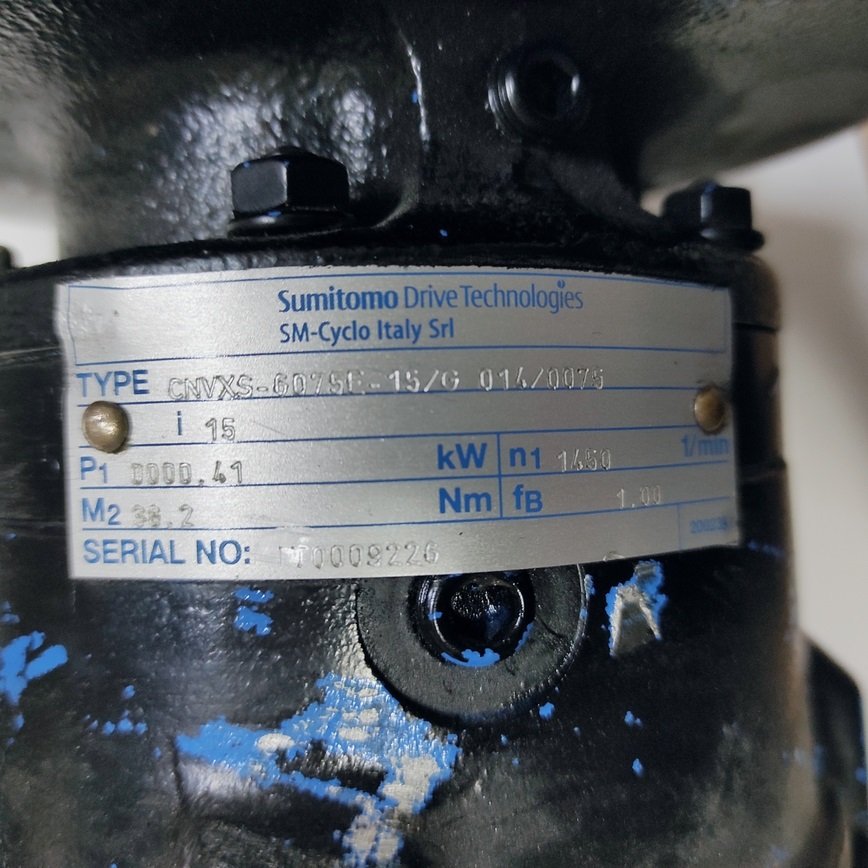 Sumitomo Drive Technologies
SM-Cyclo Italy Srl
TYPE CNVXS-6075E-15/G 014/0075
i 15
P1 0000.41 kW n1 1450 1/min
M2 38.2 Nm fB 1.00
SERIAL NO: IT0009226